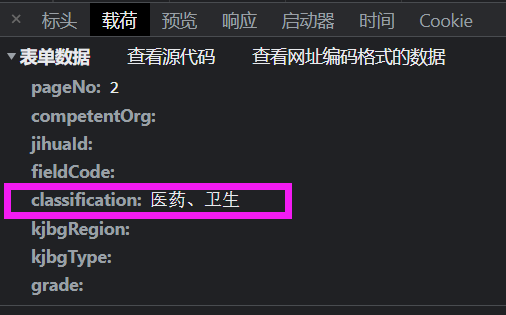 × 标头 载荷 预览 响应 启动器 时间 Cookie
▼表单数据 查看源代码 查看网址编码格式的数据
pageNo: 2
competentOrg:
jihuaId:
fieldCode:
classification: 医药、卫生
kjbgRegion:
kjbgType:
grade: